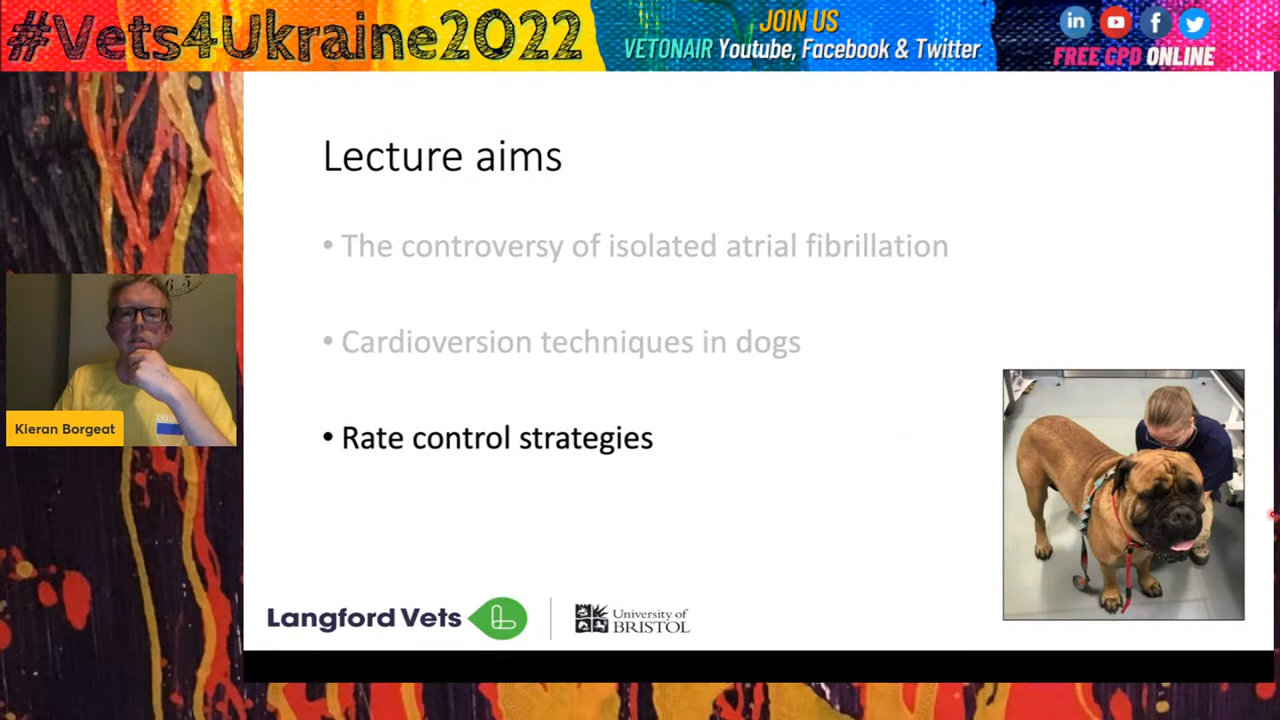 #Vets4Ukraine2022
JOIN US
VETONAIR Youtube, Facebook & Twitter
FREE CPD ONLINE
Lecture aims
• The controversy of isolated atrial fibrillation
• Cardioversion techniques in dogs
• Rate control strategies
Kieran Borgeat
Langford Vets
University of
BRISTOL